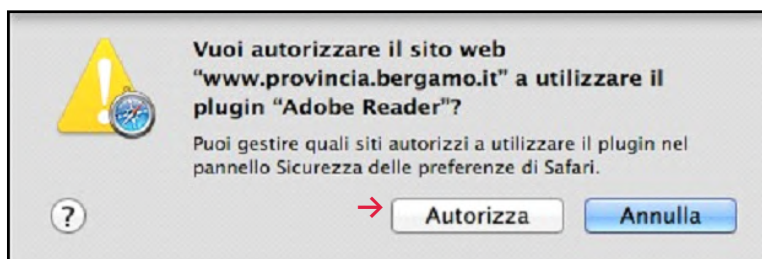 Vuoi autorizzare il sito web
“www.provincia.bergamo.it” a utilizzare il
plugin “Adobe Reader”?
Puoi gestire quali siti autorizzi a utilizzare il plugin nel
pannello Sicurezza delle preferenze di Safari.
?
→ Autorizza
Annulla